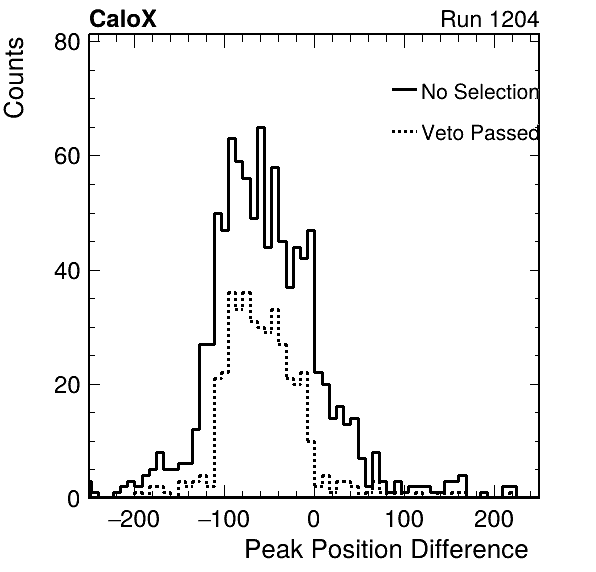 CaloX Run 1204
Counts
80
60
40
20
0
No Selection
Veto Passed
−200 −100 0 100 200
Peak Position Difference